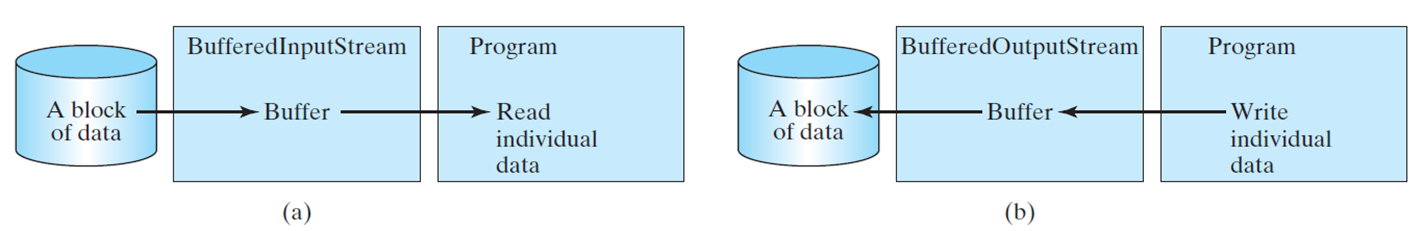 BufferedInputStream
Program
A block
of data
Buffer
Read
individual
data
(a)
BufferedOutputStream
Program
A block
of data
Buffer
Write
individual
data
(b)